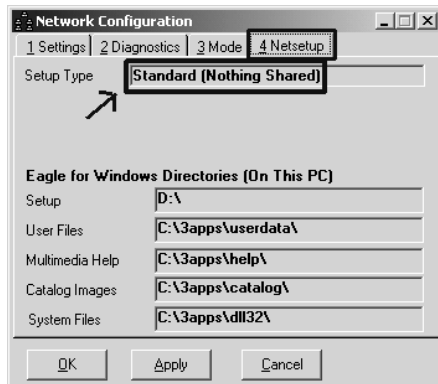 Network Configuration
1 Settings 2 Diagnostics 3 Mode 4 Netsetup
Setup Type Standard (Nothing Shared)
Eagle for Windows Directories (On This PC)
Setup D:\
User Files C:\3apps\userdata\
Multimedia Help C:\3apps\help\
Catalog Images C:\3apps\catalog\
System Files C:\3apps\dll32\
OK Apply Cancel